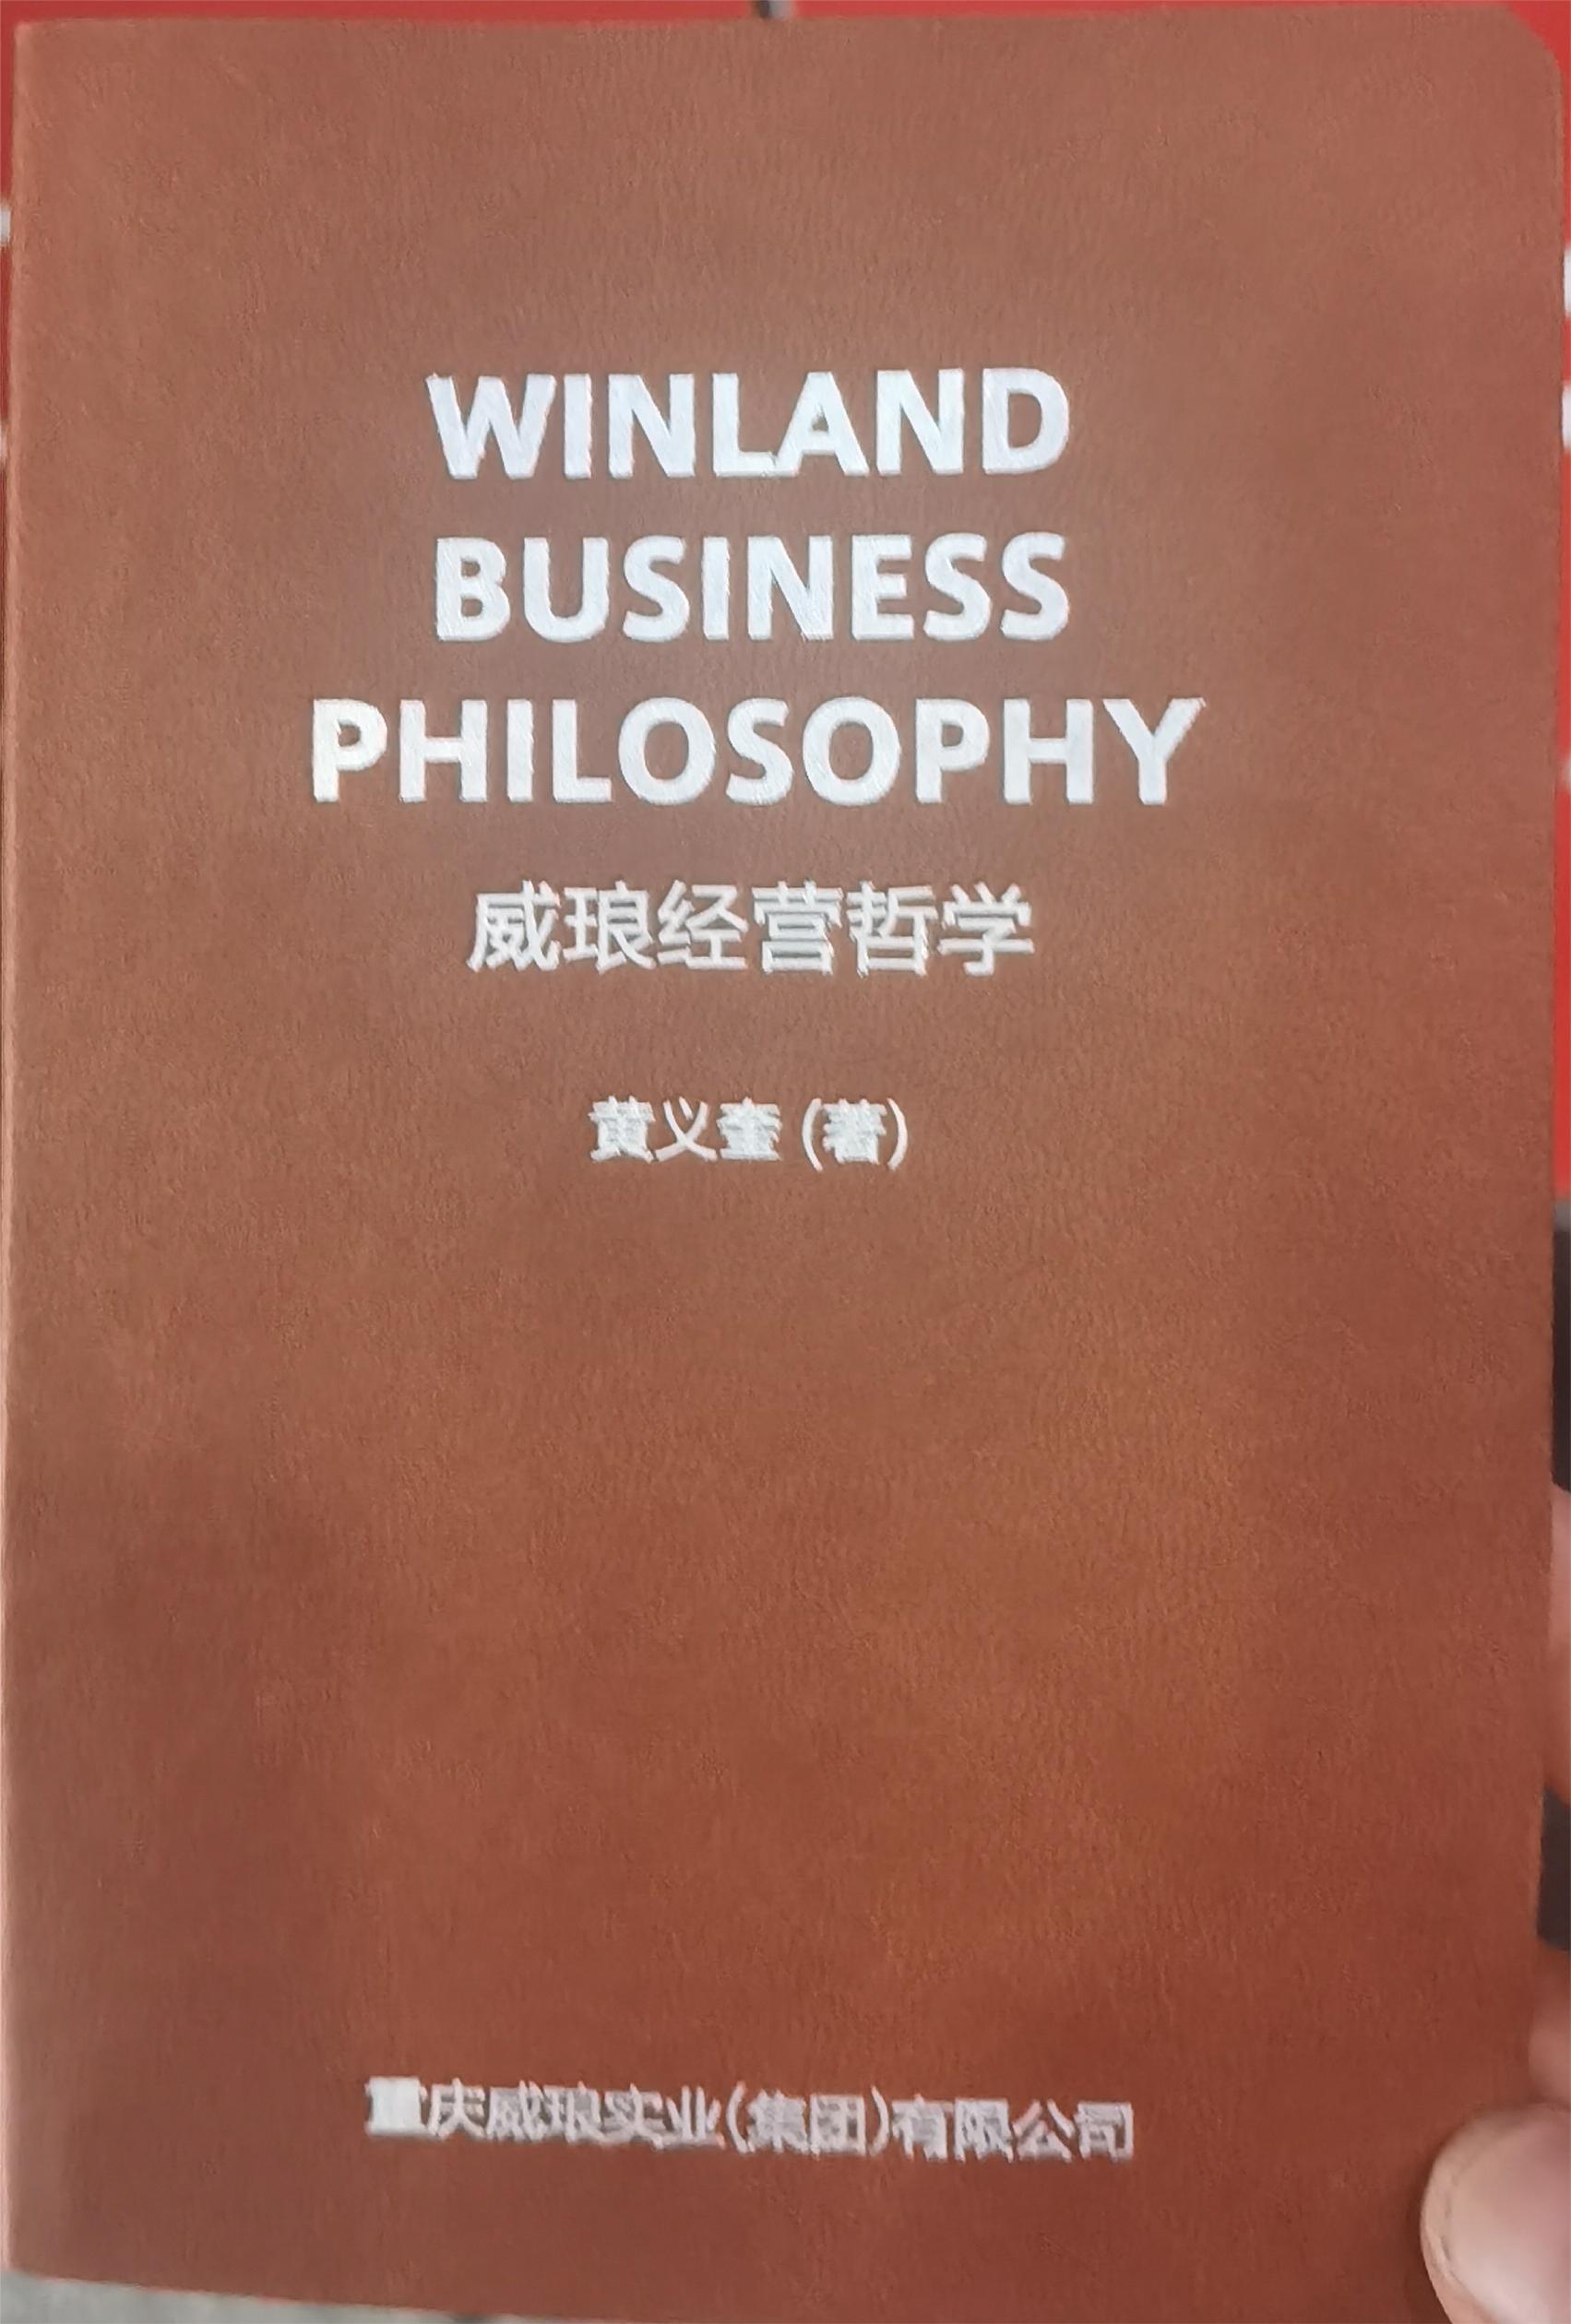 WINLAND
BUSINESS
PHILOSOPHY
威琅经营哲学
黄义奎 (著)
重庆威琅实业(集团)有限公司